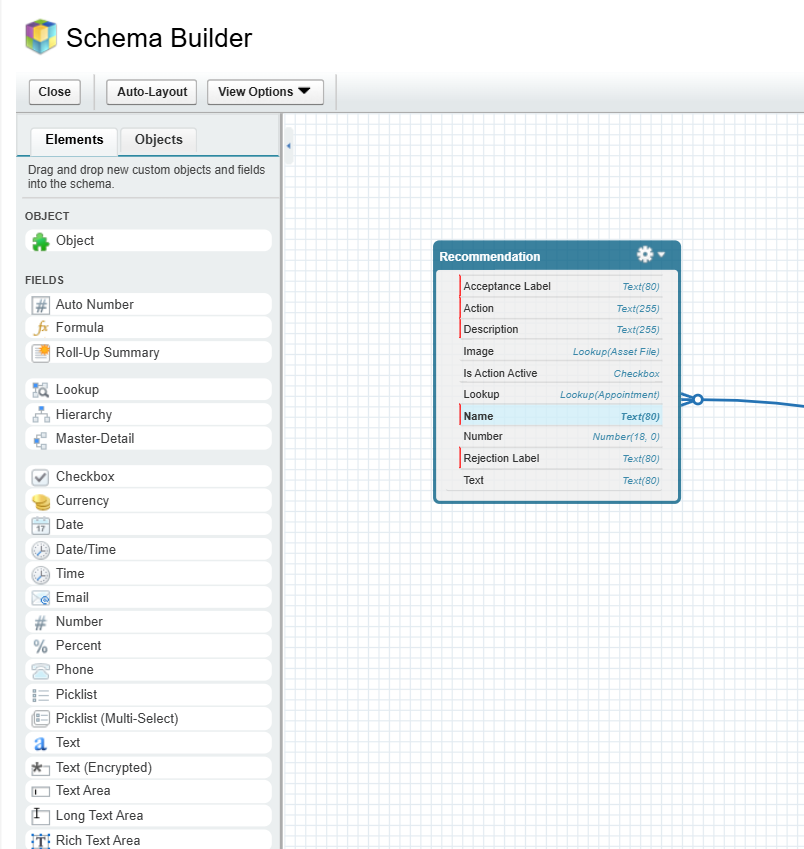 Schema Builder
Close Auto-Layout View Options
Elements Objects
Drag and drop new custom objects and fields
into the schema.
OBJECT
Object
FIELDS
Auto Number
Formula
Roll-Up Summary
Lookup
Hierarchy
Master-Detail
Checkbox
Currency
Date
Date/Time
Time
Email
Number
Percent
Phone
Picklist
Picklist (Multi-Select)
Text
Text (Encrypted)
Text Area
Long Text Area
Rich Text Area
Recommendation
Acceptance Label Text(80)
Action Text(255)
Description Text(255)
Image Lookup(Asset File)
Is Action Active Checkbox
Lookup Lookup(Appointment)
Name Text(80)
Number Number(18, 0)
Rejection Label Text(80)
Text Text(80)